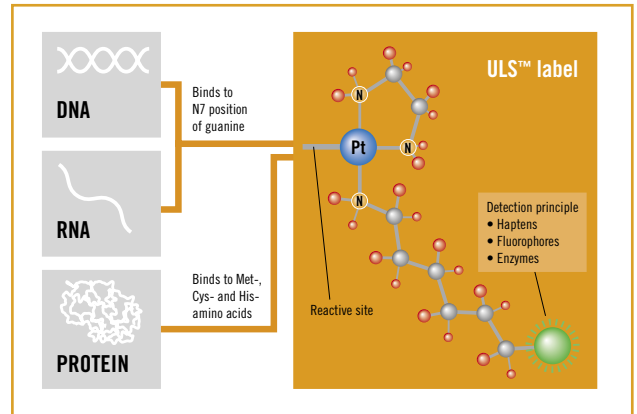 ULS™ label
DNA
Binds to
N7 position
of guanine
N
Pt
N
N
RNA
Detection principle
• Haptens
• Fluorophores
• Enzymes
Binds to Met-,
Cys- and His-
amino acids
Reactive site
PROTEIN